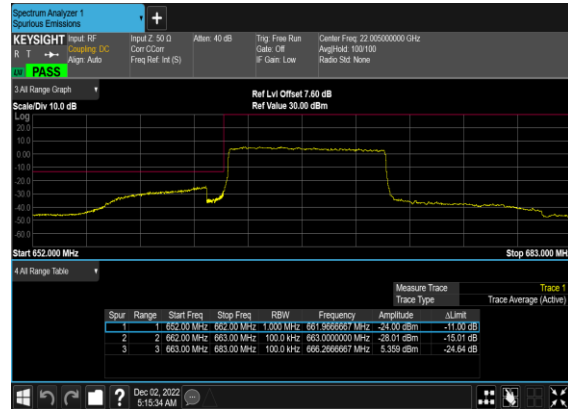 Spectrum Analyzer 1
Spurious Emissions
KEYSIGHT Input: RF Input Z: 50 Ω Atten: 40 dB Trig: Free Run Center Freq: 22.005000000 GHz
R T Coupling: DC Corr CCorr Gate: Off Avg|Hold: 100/100
Align: Auto Freq Ref: Int (S) IF Gain: Low Radio Std: None
PASS
3 All Range Graph
Ref Lvl Offset 7.60 dB
Scale/Div 10.0 dB Ref Value 30.00 dBm
Log
20.0
10.0
0.00
-10.0
-20.0
-30.0
-40.0
-50.0
-60.0
Start 652.000 MHz Stop 683.000 MH
4 All Range Table
Measure Trace Trace 1
Trace Type Trace Average (Active)
Spur Range Start Freq Stop Freq RBW Frequency Amplitude ΔLimit
1 1 652.00 MHz 662.00 MHz 1.000 MHz 661.9666667 MHz -24.00 dBm -11.00 dB
2 2 662.00 MHz 663.00 MHz 100.0 kHz 663.0000000 MHz -28.01 dBm -15.01 dB
3 3 663.00 MHz 683.00 MHz 100.0 kHz 666.2666667 MHz 5.359 dBm -24.64 dB
? Dec 02, 2022
5:15:34 AM